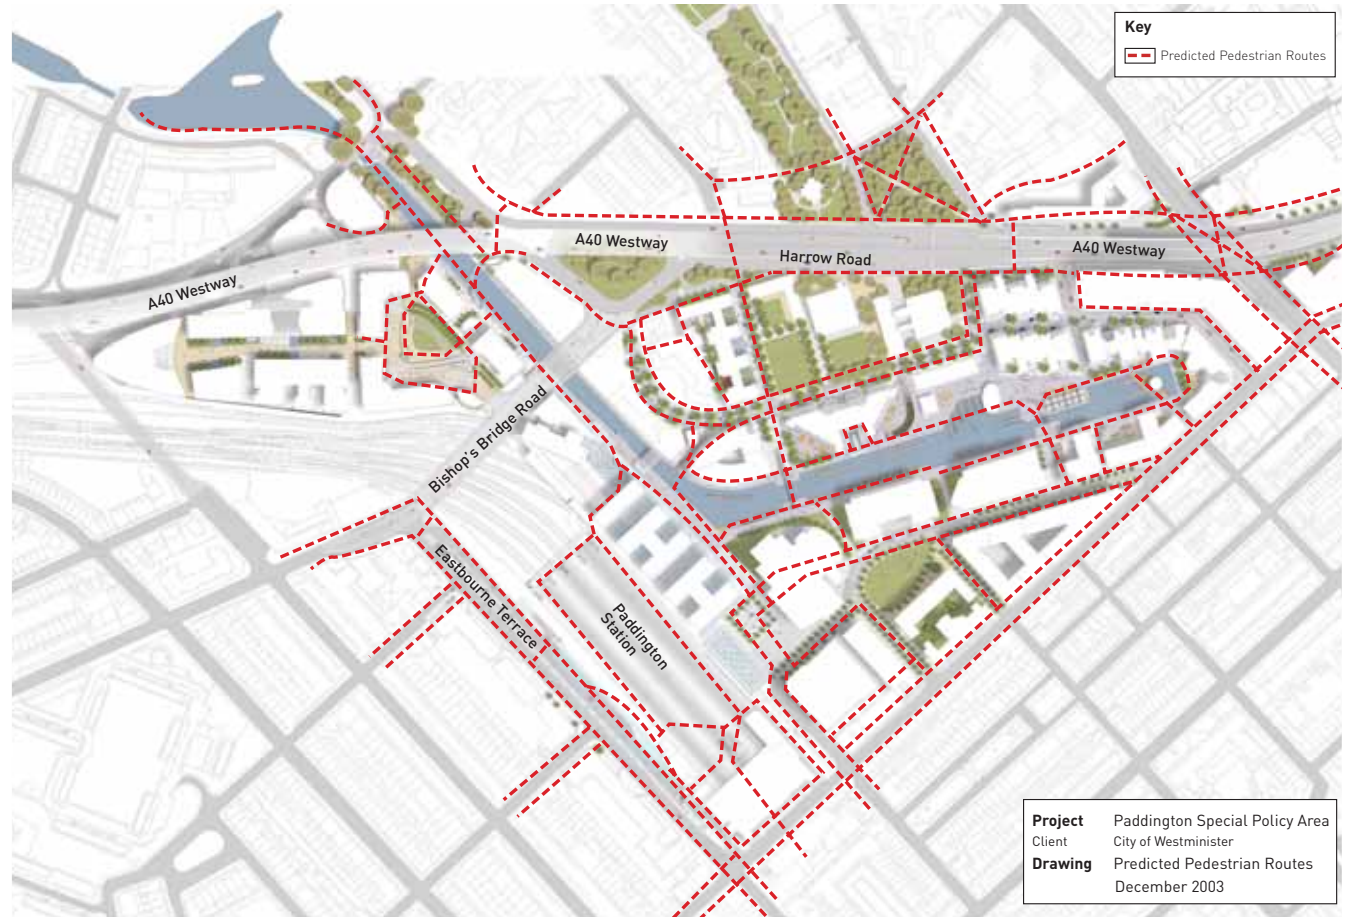 Key
Predicted Pedestrian Routes
A40 Westway
Harrow Road
A40 Westway
A40 Westway
Bishop's Bridge Road
Eastbourne Terrace
Paddington
Station
Project Paddington Special Policy Area
Client City of Westminister
Drawing Predicted Pedestrian Routes
December 2003